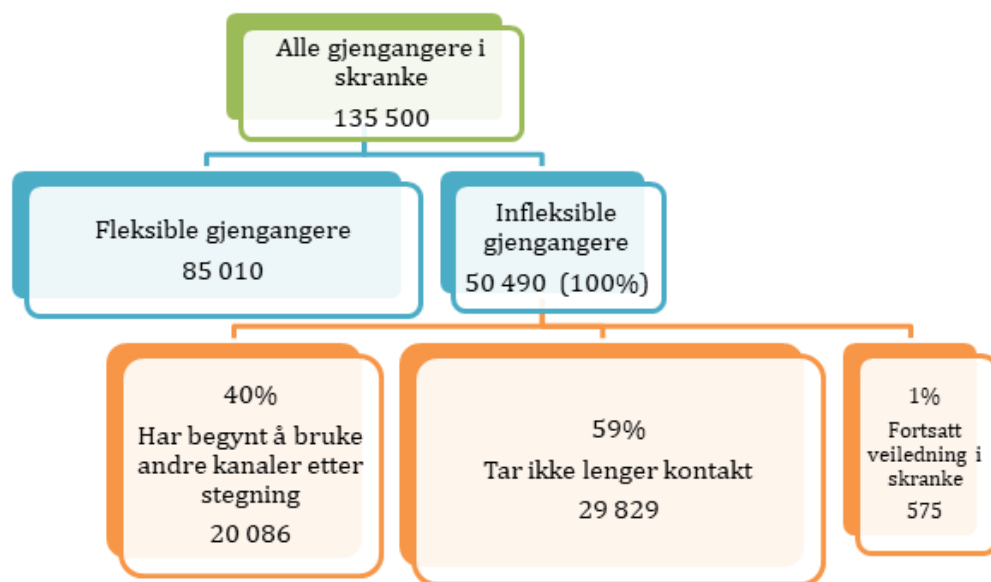 Alle gjengangere i
skranke
135 500
Fleksible gjengangere
85 010
Infleksible
gjengangere
50 490 (100%)
40%
Har begynt å bruke
andre kanaler etter
stegning
20 086
59%
Tar ikke lenger kontakt
29 829
1%
Fortsatt
veiledning i
skranke
575